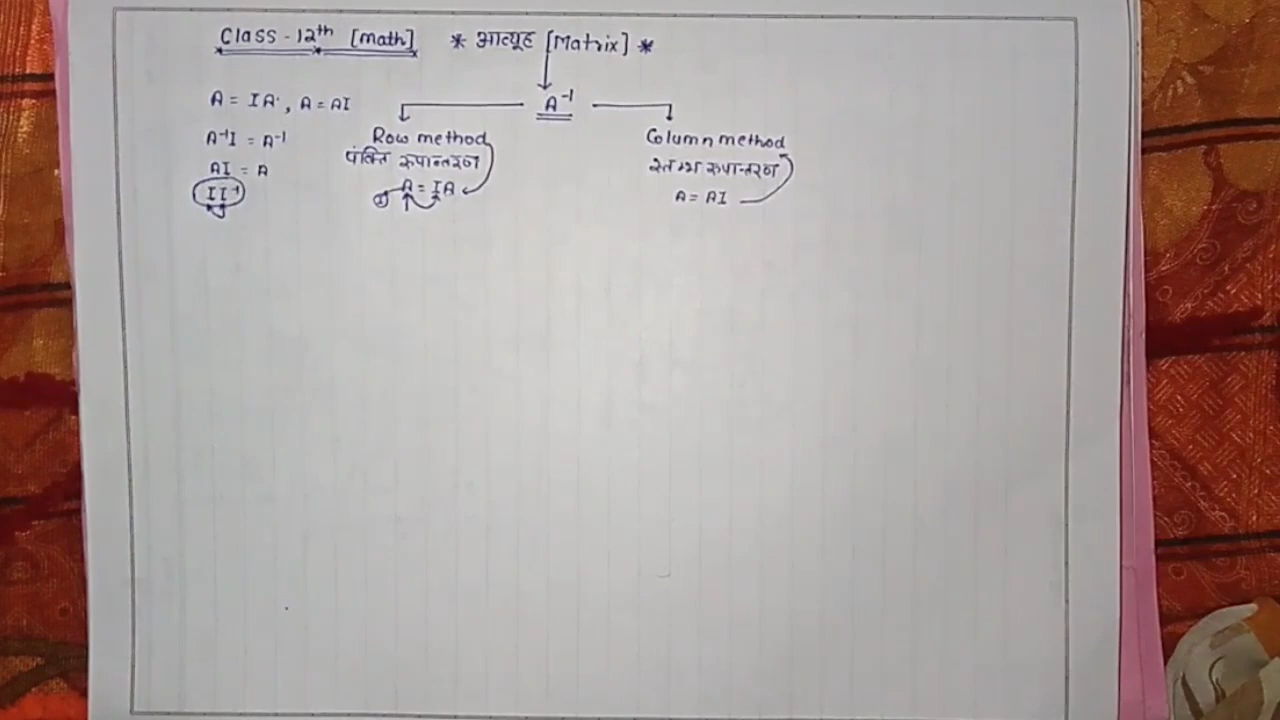 Class-12th [math] * आव्यूह [Matrix] *
A = IA, A = AI
A⁻¹
A⁻¹I = A⁻¹
Row method
Column method
पंक्ति रुपान्तरण
स्तम्भ रुपान्तरण
AI = A
A = IA
A = AI
II⁻¹